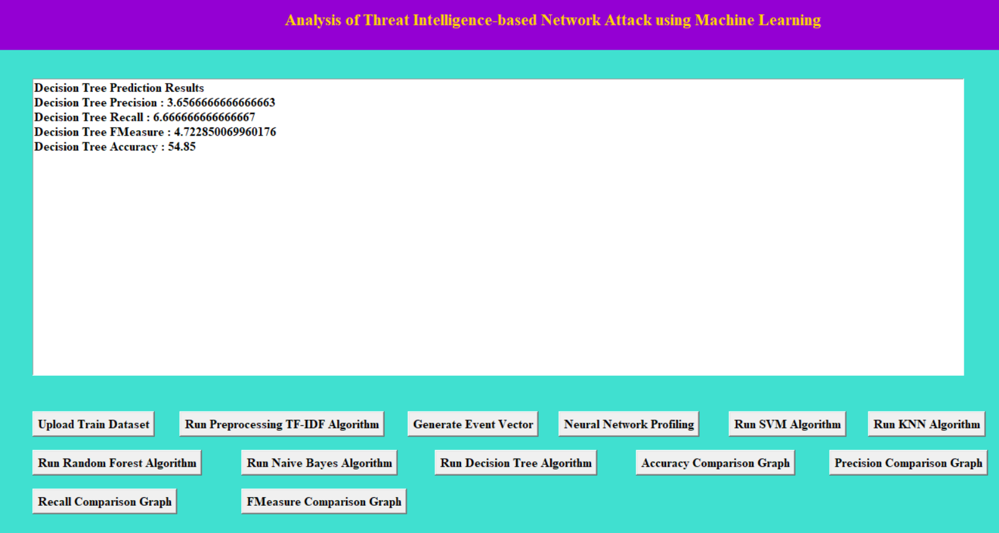 Analysis of Threat Intelligence-based Network Attack using Machine Learning
Decision Tree Prediction Results
Decision Tree Precision : 3.6566666666666663
Decision Tree Recall : 6.666666666666667
Decision Tree FMeasure : 4.722850069960176
Decision Tree Accuracy : 54.85
Upload Train Dataset Run Preprocessing TF-IDF Algorithm Generate Event Vector Neural Network Profiling Run SVM Algorithm Run KNN Algorithm
Run Random Forest Algorithm Run Naive Bayes Algorithm Run Decision Tree Algorithm Accuracy Comparison Graph Precision Comparison Graph
Recall Comparison Graph FMeasure Comparison Graph